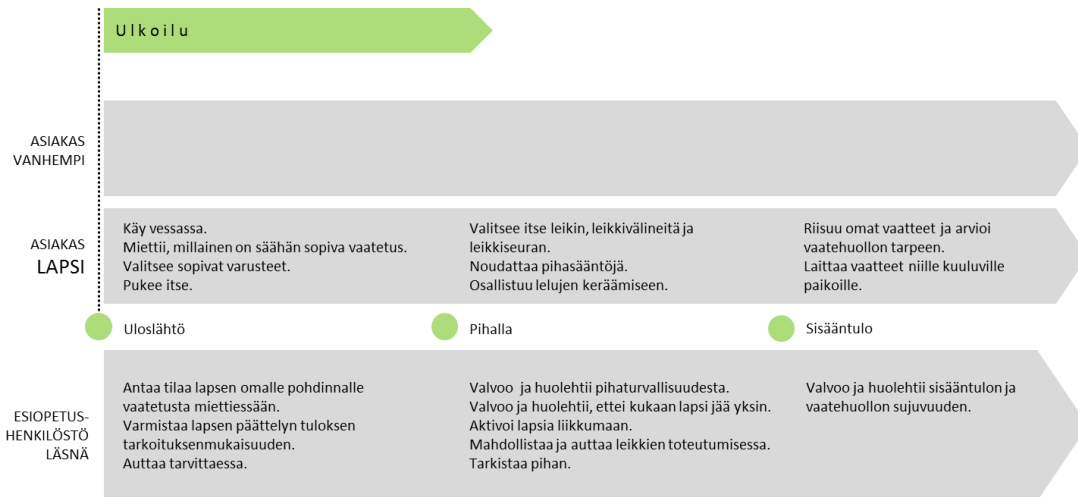 Ulkoilu
ASIAKAS
VANHEMPI
ASIAKAS
LAPSI
Käy vessassa.
Miettii, millainen on säähän sopiva vaatetus.
Valitsee sopivat varusteet.
Pukee itse.
Valitsee itse leikin, leikkivälineitä ja
leikkiseuran.
Noudattaa pihasääntöjä.
Osallistuu lelujen keräämiseen.
Riisuu omat vaatteet ja arvioi
vaatehuollon tarpeen.
Laittaa vaatteet niille kuuluville
paikoille.
Uloslähtö
Pihalla
Sisääntulo
ESIOPETUS-
HENKILÖSTÖ
LÄSNÄ
Antaa tilaa lapsen omalle pohdinnalle
vaatetusta miettiessään.
Varmistaa lapsen päättelyn tuloksen
tarkoituksenmukaisuuden.
Auttaa tarvittaessa.
Valvoo ja huolehtii pihaturvallisuudesta.
Valvoo ja huolehtii, ettei kukaan lapsi jää yksin.
Aktivoi lapsia liikkumaan.
Mahdollistaa ja auttaa leikkien toteutumisessa.
Tarkistaa pihan.
Valvoo ja huolehtii sisääntulon ja
vaatehuollon sujuvuuden.